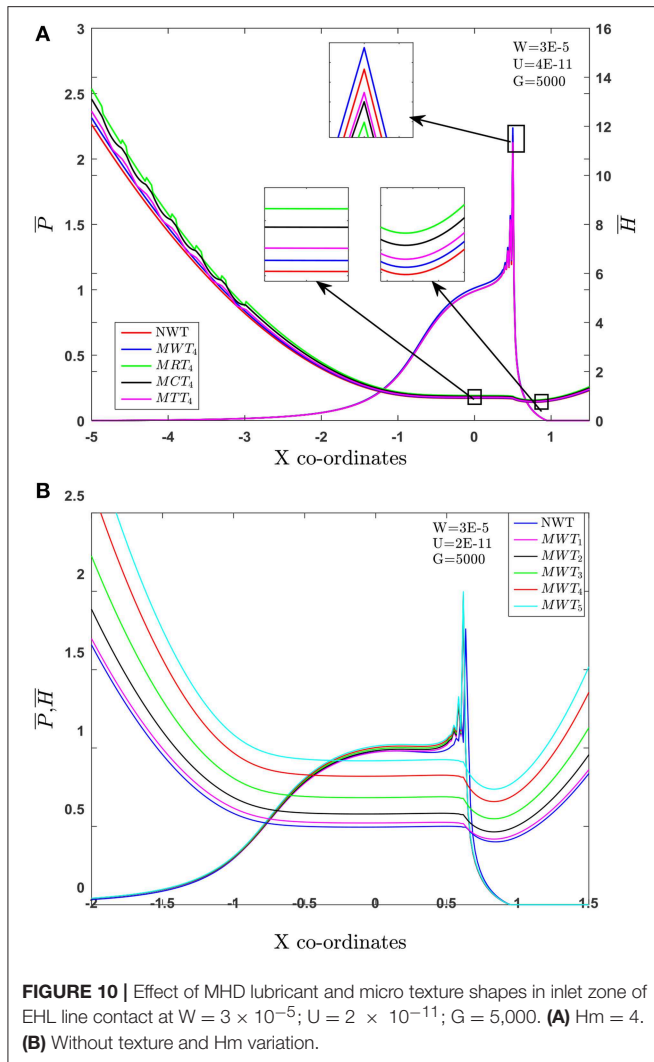 A
3
2.5
2
1.5
1
0.5
0
P
16
14
12
10
8
6
4
2
0
H
W=3E-5
U=4E-11
G=5000
NWT
MWT4
MRT4
MCT4
MTT4
-5 -4 -3 -2 -1 0 1
X co-ordinates
B
2.5
2
1.5
1
0.5
0
P,H
W=3E-5
U=2E-11
G=5000
NWT
MWT1
MWT2
MWT3
MWT4
MWT5
-2 -1.5 -1 -0.5 0 0.5 1 1.5
X co-ordinates
FIGURE 10 | Effect of MHD lubricant and micro texture shapes in inlet zone of
EHL line contact at W = 3 × 10−5; U = 2 × 10−11; G = 5,000. (A) Hm = 4.
(B) Without texture and Hm variation.